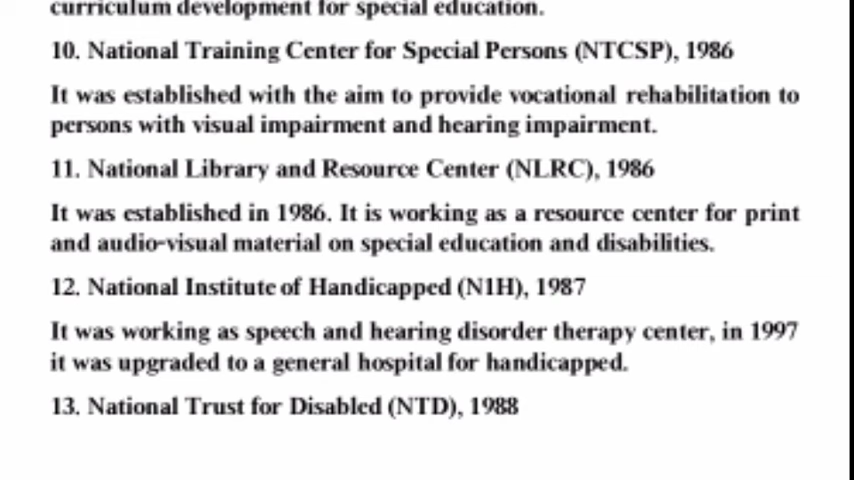 curriculum development for special education.
10. National Training Center for Special Persons (NTCSP), 1986
It was established with the aim to provide vocational rehabilitation to
persons with visual impairment and hearing impairment.
11. National Library and Resource Center (NLRC), 1986
It was established in 1986. It is working as a resource center for print
and audio-visual material on special education and disabilities.
12. National Institute of Handicapped (N1H), 1987
It was working as speech and hearing disorder therapy center, in 1997
it was upgraded to a general hospital for handicapped.
13. National Trust for Disabled (NTD), 1988